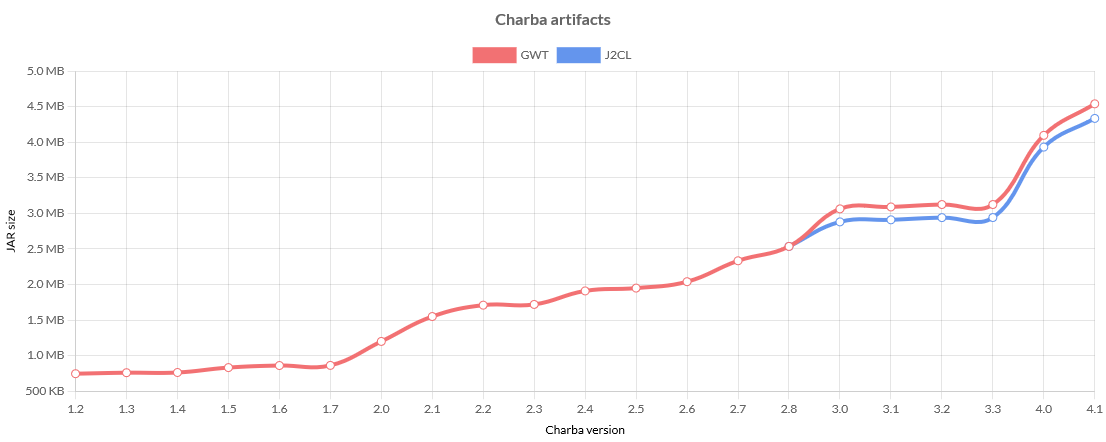 Charba artifacts
GWT J2CL
5.0 MB
4.5 MB
4.0 MB
3.5 MB
3.0 MB
2.5 MB
2.0 MB
1.5 MB
1.0 MB
500 KB
JAR size
1.2 1.3 1.4 1.5 1.6 1.7 2.0 2.1 2.2 2.3 2.4 2.5 2.6 2.7 2.8 3.0 3.1 3.2 3.3 4.0 4.1
Charba version